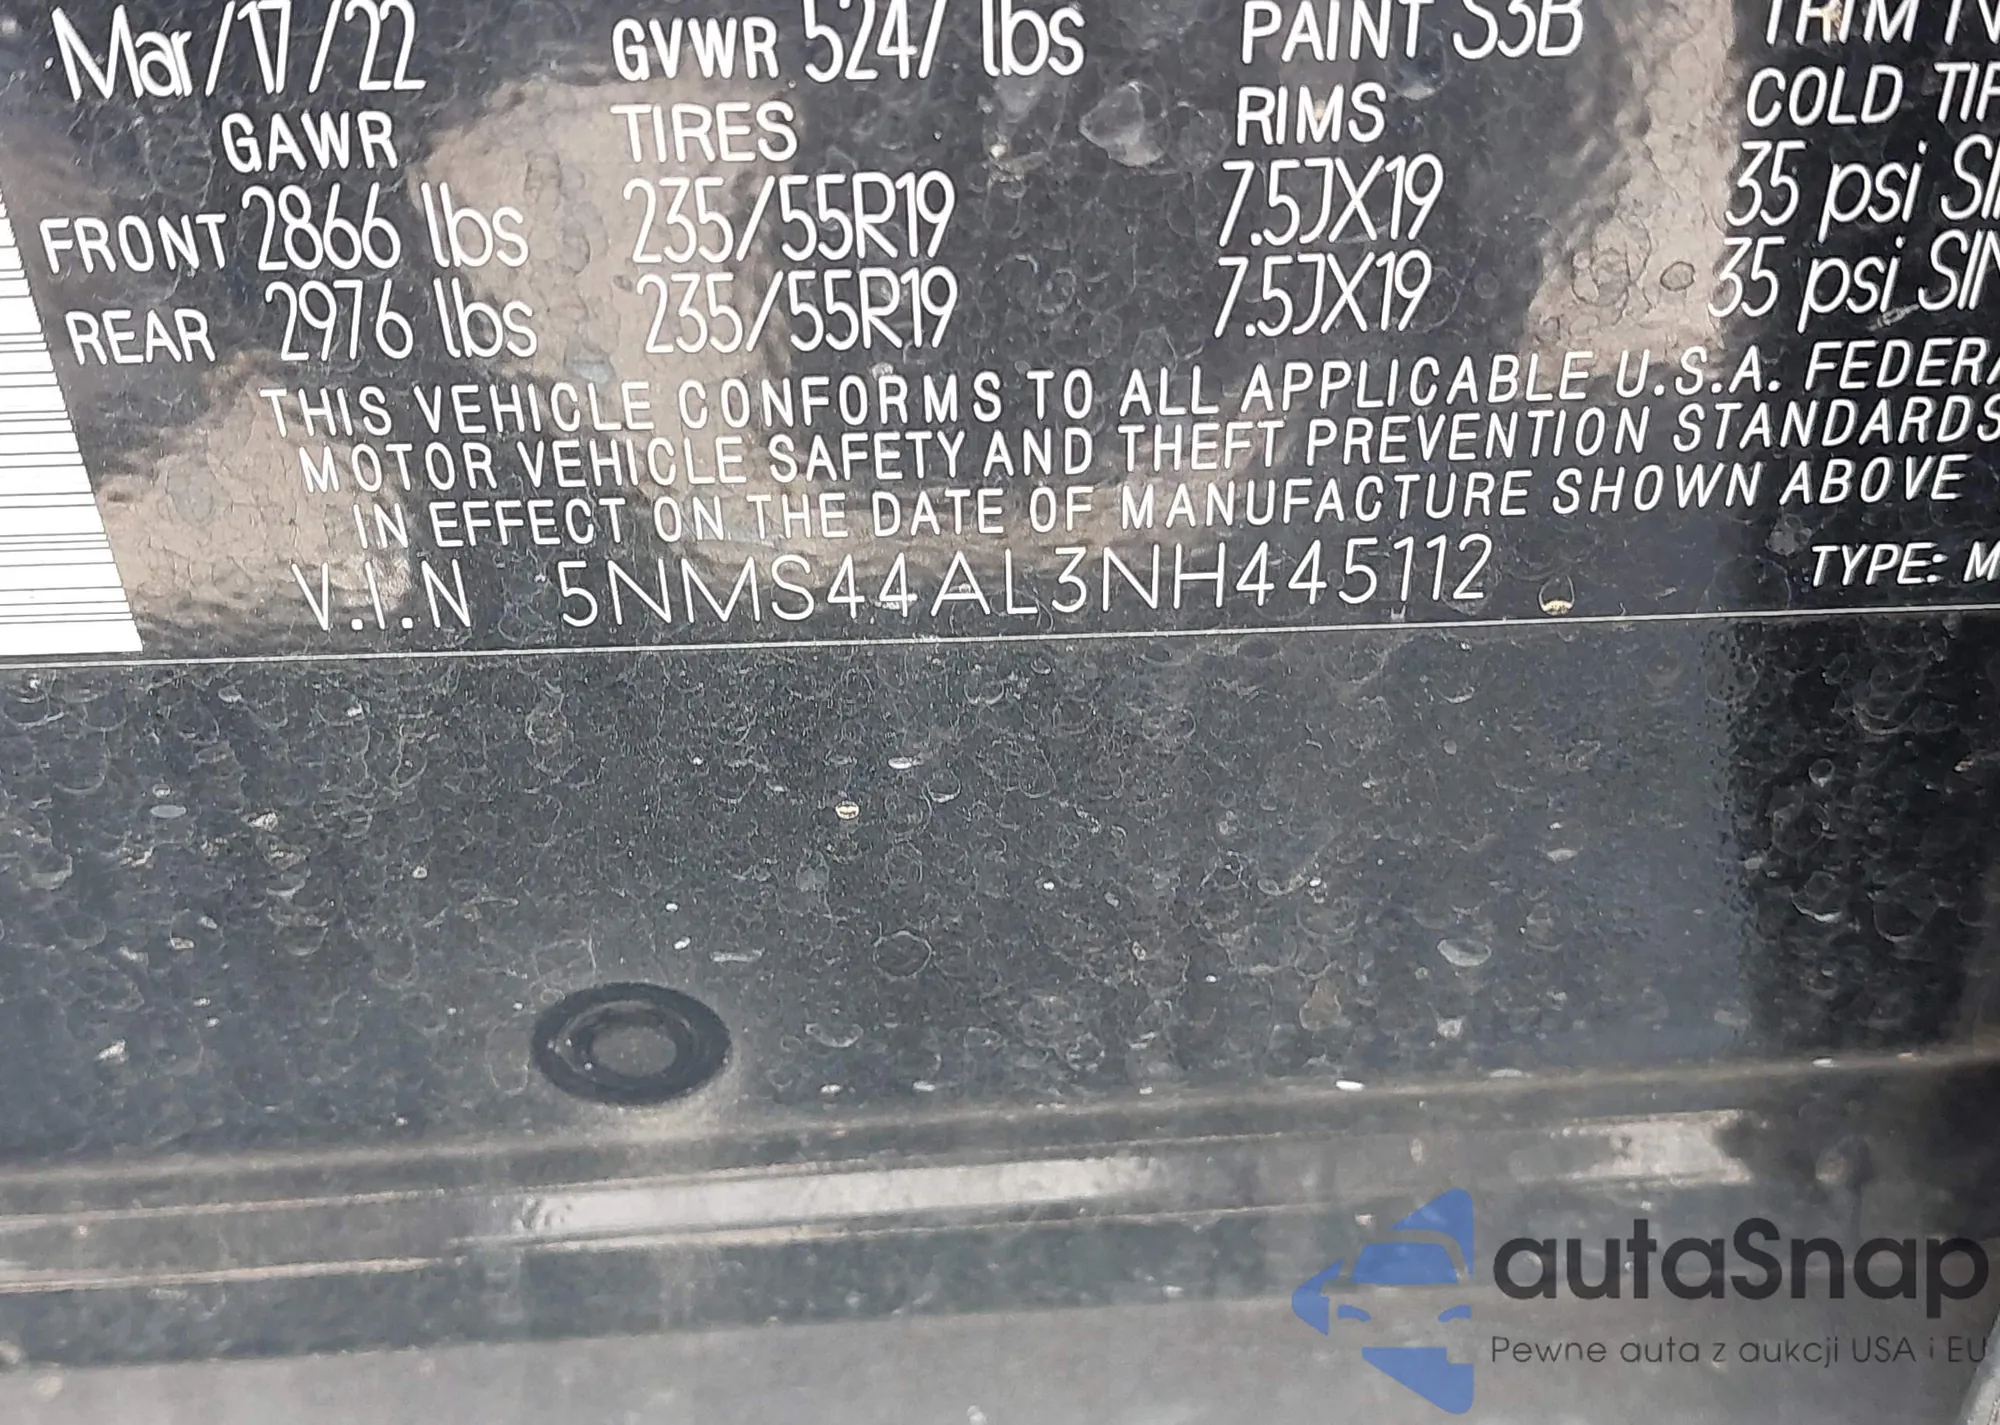 Mar/17/22 GVWR 5247 lbs PAINT S3B TRIM
GAWR TIRES RIMS COLD
FRONT 2866 lbs 235/55R19 7.5JX19 35 psi
REAR 2976 lbs 235/55R19 7.5JX19 35 psi
THIS VEHICLE CONFORMS TO ALL APPLICABLE U.S.A. FEDERA
MOTOR VEHICLE SAFETY AND THEFT PREVENTION STANDARDS
IN EFFECT ON THE DATE OF MANUFACTURE SHOWN ABOVE
V.I.N 5NMS44AL3NH445112 TYPE: M
autaSnap
Pewne auta z aukcji USA i EU